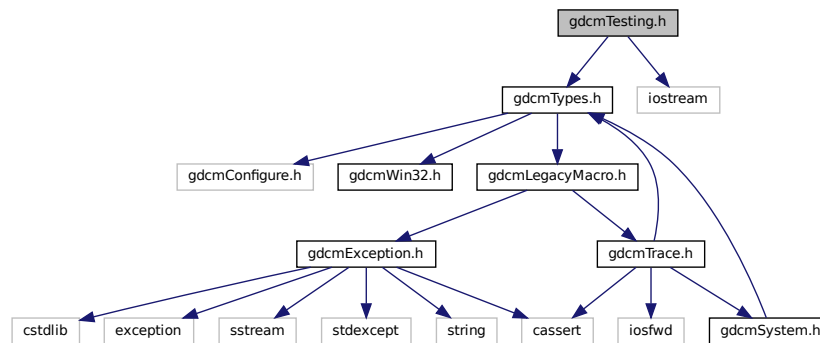 gdcmTesting.h
gdcmTypes.h
iostream
gdcmConfigure.h
gdcmWin32.h
gdcmLegacyMacro.h
gdcmException.h
gdcmTrace.h
cstdlib
exception
sstream
stdexcept
string
cassert
iosfwd
gdcmSystem.h